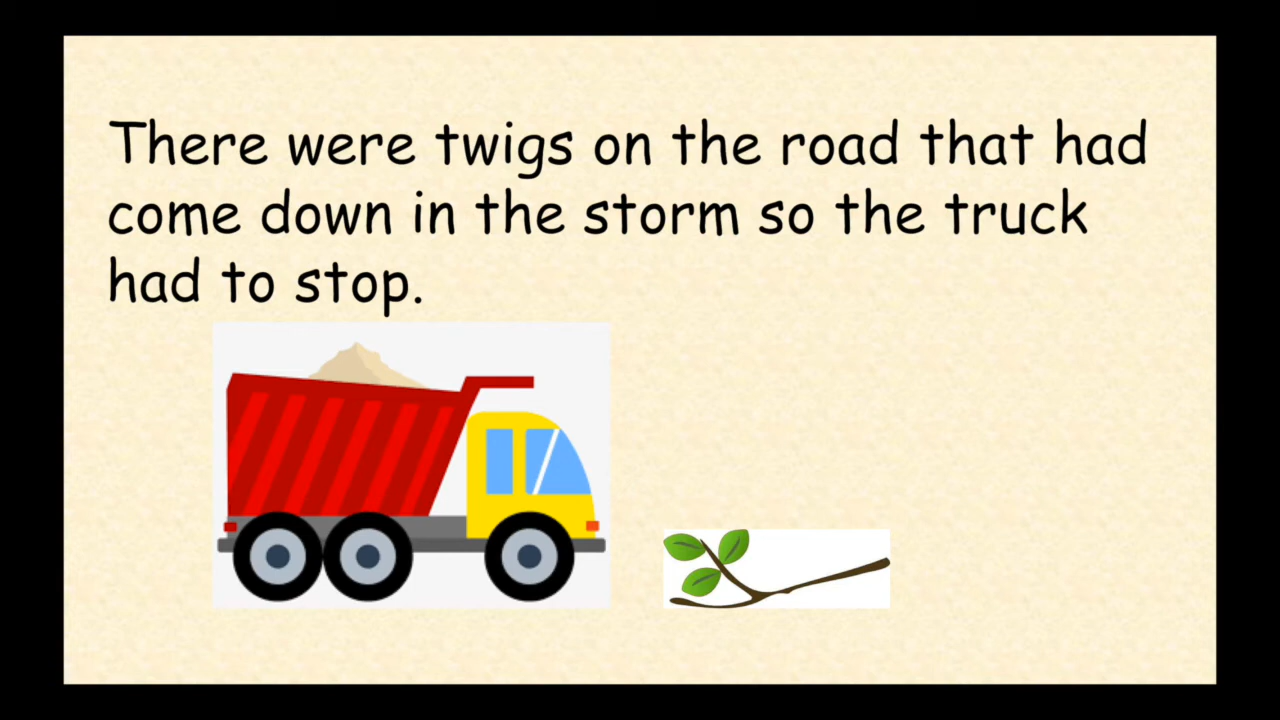 There were twigs on the road that had
come down in the storm so the truck
had to stop.